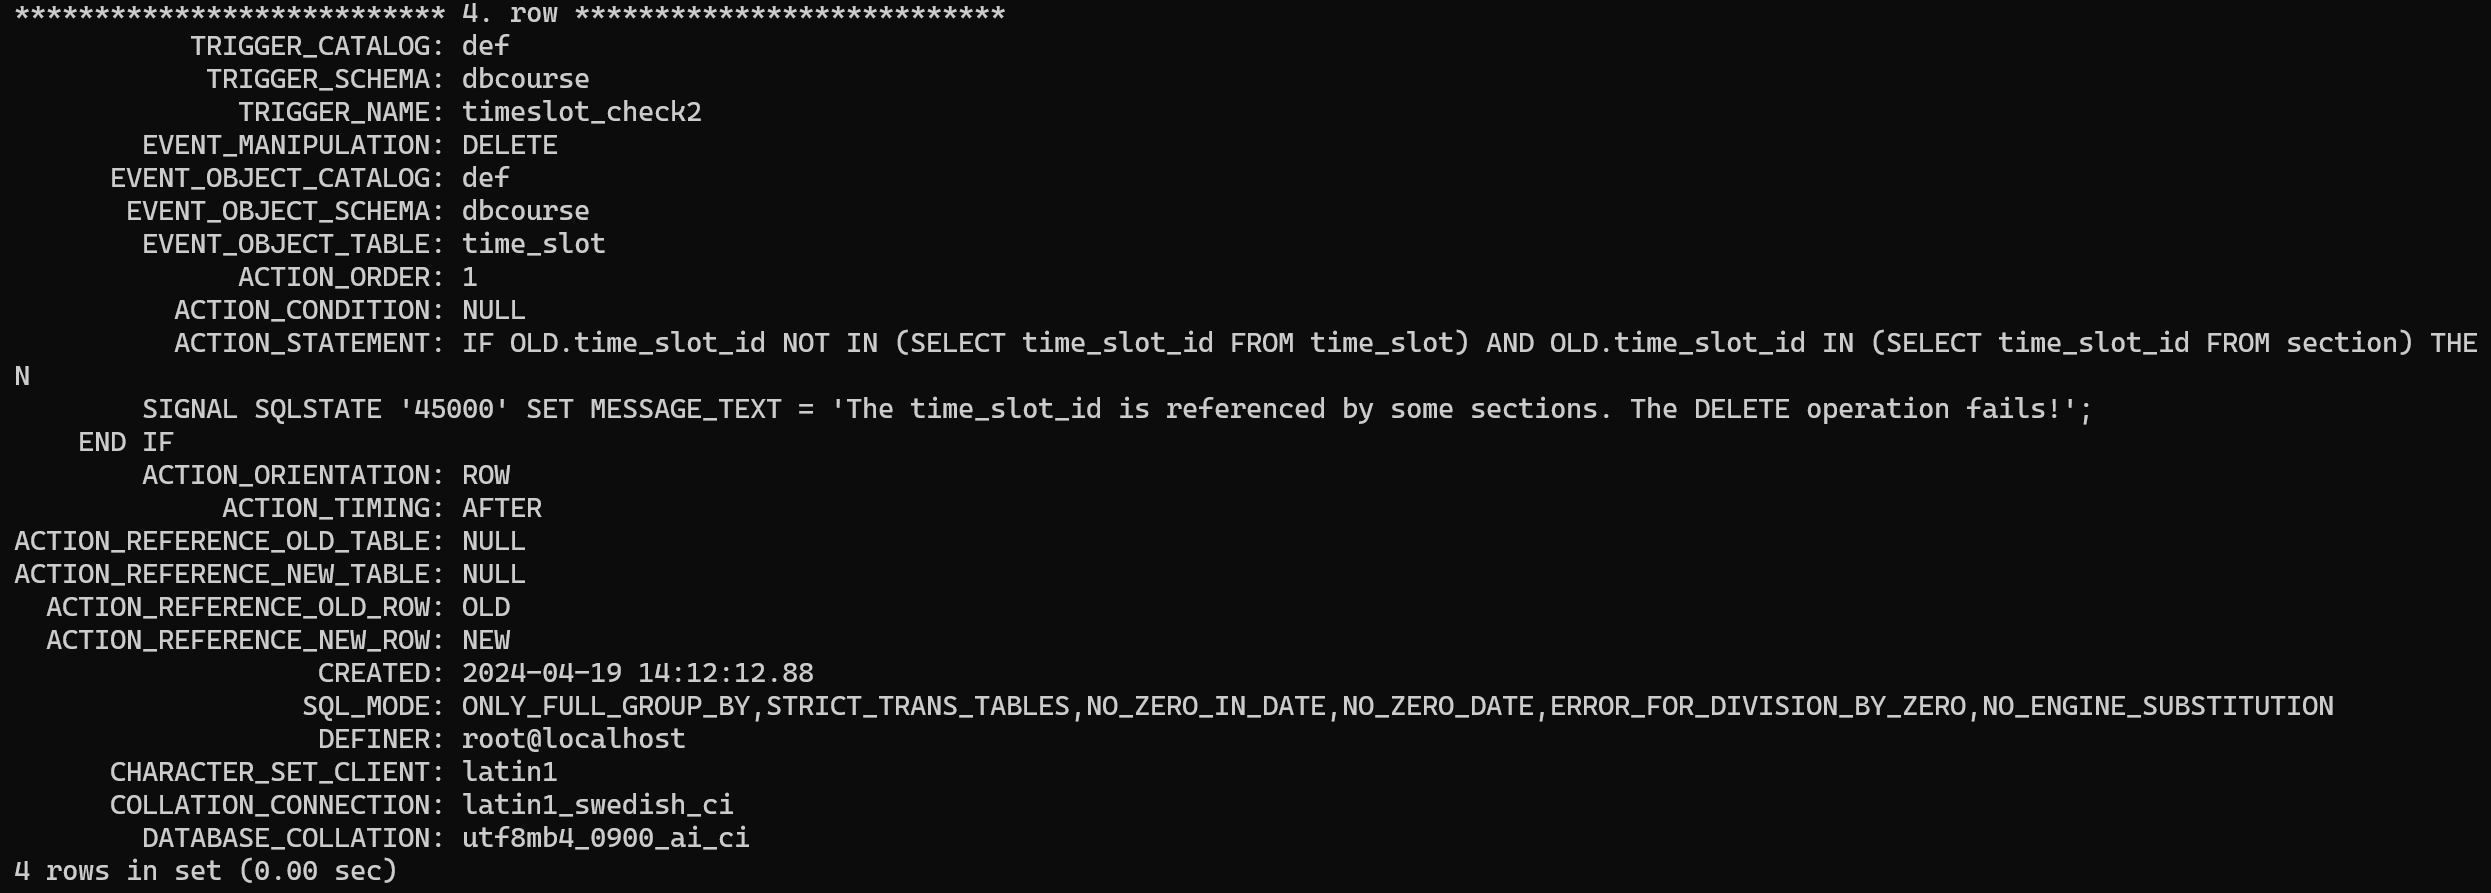 *************************** 4. row ***************************
           TRIGGER_CATALOG: def
            TRIGGER_SCHEMA: dbcourse
              TRIGGER_NAME: timeslot_check2
        EVENT_MANIPULATION: DELETE
      EVENT_OBJECT_CATALOG: def
       EVENT_OBJECT_SCHEMA: dbcourse
        EVENT_OBJECT_TABLE: time_slot
              ACTION_ORDER: 1
          ACTION_CONDITION: NULL
          ACTION_STATEMENT: IF OLD.time_slot_id NOT IN (SELECT time_slot_id FROM time_slot) AND OLD.time_slot_id IN (SELECT time_slot_id FROM section) THE
N
        SIGNAL SQLSTATE '45000' SET MESSAGE_TEXT = 'The time_slot_id is referenced by some sections. The DELETE operation fails!';
    END IF
        ACTION_ORIENTATION: ROW
             ACTION_TIMING: AFTER
ACTION_REFERENCE_OLD_TABLE: NULL
ACTION_REFERENCE_NEW_TABLE: NULL
  ACTION_REFERENCE_OLD_ROW: OLD
  ACTION_REFERENCE_NEW_ROW: NEW
                   CREATED: 2024-04-19 14:12:12.88
                  SQL_MODE: ONLY_FULL_GROUP_BY,STRICT_TRANS_TABLES,NO_ZERO_IN_DATE,NO_ZERO_DATE,ERROR_FOR_DIVISION_BY_ZERO,NO_ENGINE_SUBSTITUTION
                   DEFINER: root@localhost
      CHARACTER_SET_CLIENT: latin1
      COLLATION_CONNECTION: latin1_swedish_ci
        DATABASE_COLLATION: utf8mb4_0900_ai_ci
4 rows in set (0.00 sec)